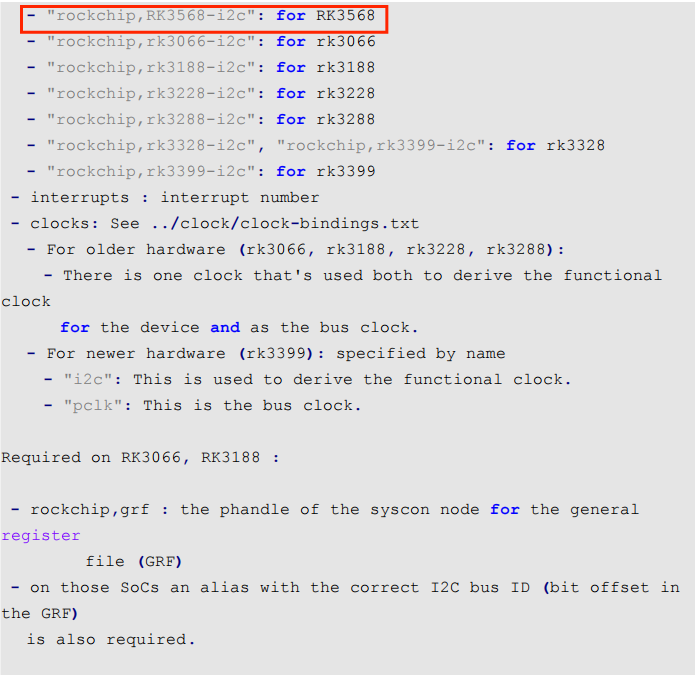 - "rockchip,RK3568-i2c": for RK3568
- "rockchip,rk3066-i2c": for rk3066
- "rockchip,rk3188-i2c": for rk3188
- "rockchip,rk3228-i2c": for rk3228
- "rockchip,rk3288-i2c": for rk3288
- "rockchip,rk3328-i2c", "rockchip,rk3399-i2c": for rk3328
- "rockchip,rk3399-i2c": for rk3399
- interrupts : interrupt number
- clocks: See ../clock/clock-bindings.txt
- For older hardware (rk3066, rk3188, rk3228, rk3288):
- There is one clock that's used both to derive the functional
clock
for the device and as the bus clock.
- For newer hardware (rk3399): specified by name
- "i2c": This is used to derive the functional clock.
- "pclk": This is the bus clock.
Required on RK3066, RK3188 :
- rockchip,grf : the phandle of the syscon node for the general
register
file (GRF)
- on those SoCs an alias with the correct I2C bus ID (bit offset in
the GRF)
is also required.